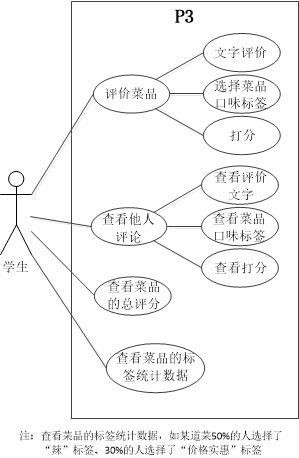 P3
文字评价
评价菜品
选择菜品
口味标签
打分
查看评价
文字
查看他人
评论
查看菜品
口味标签
查看打分
学生
查看菜品
的总评分
查看菜品的标
签统计数据
注：查看菜品的标签统计数据，如某道菜50%的人选择了
“辣”标签、30%的人选择了“价格实惠”标签